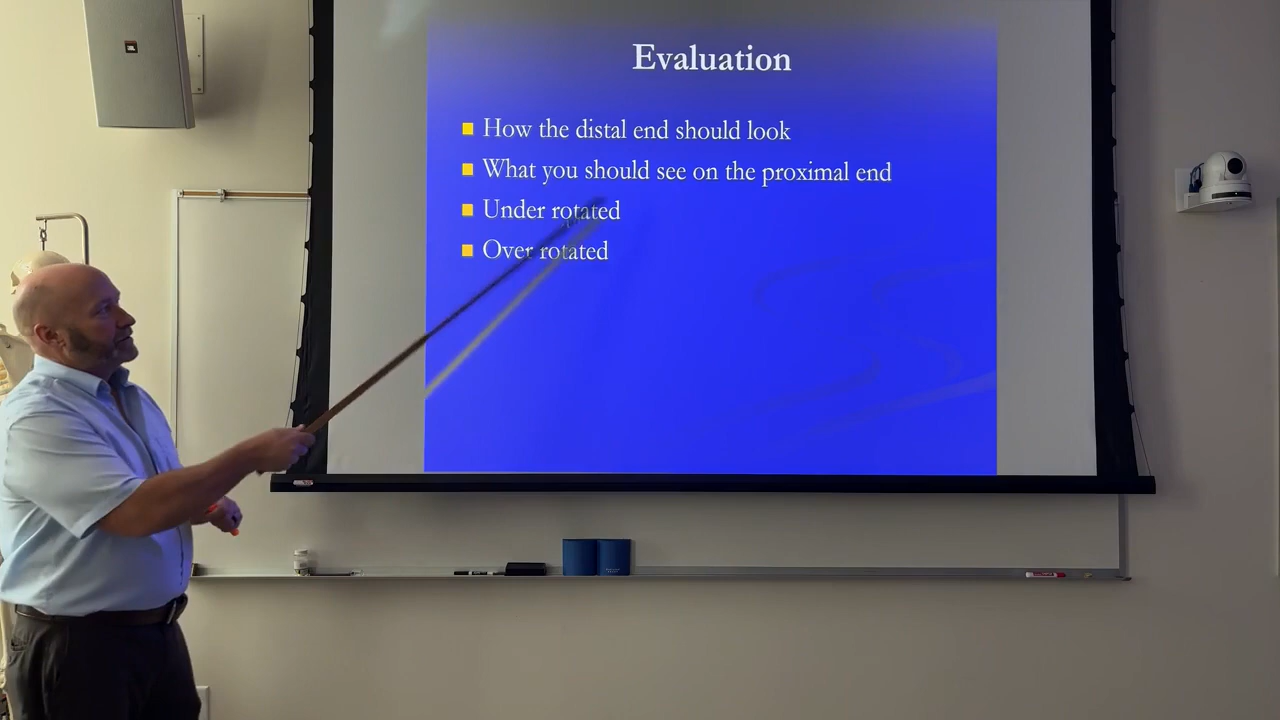 Evaluation
How the distal end should look
What you should see on the proximal end
Under rotated
Over rotated
JBL